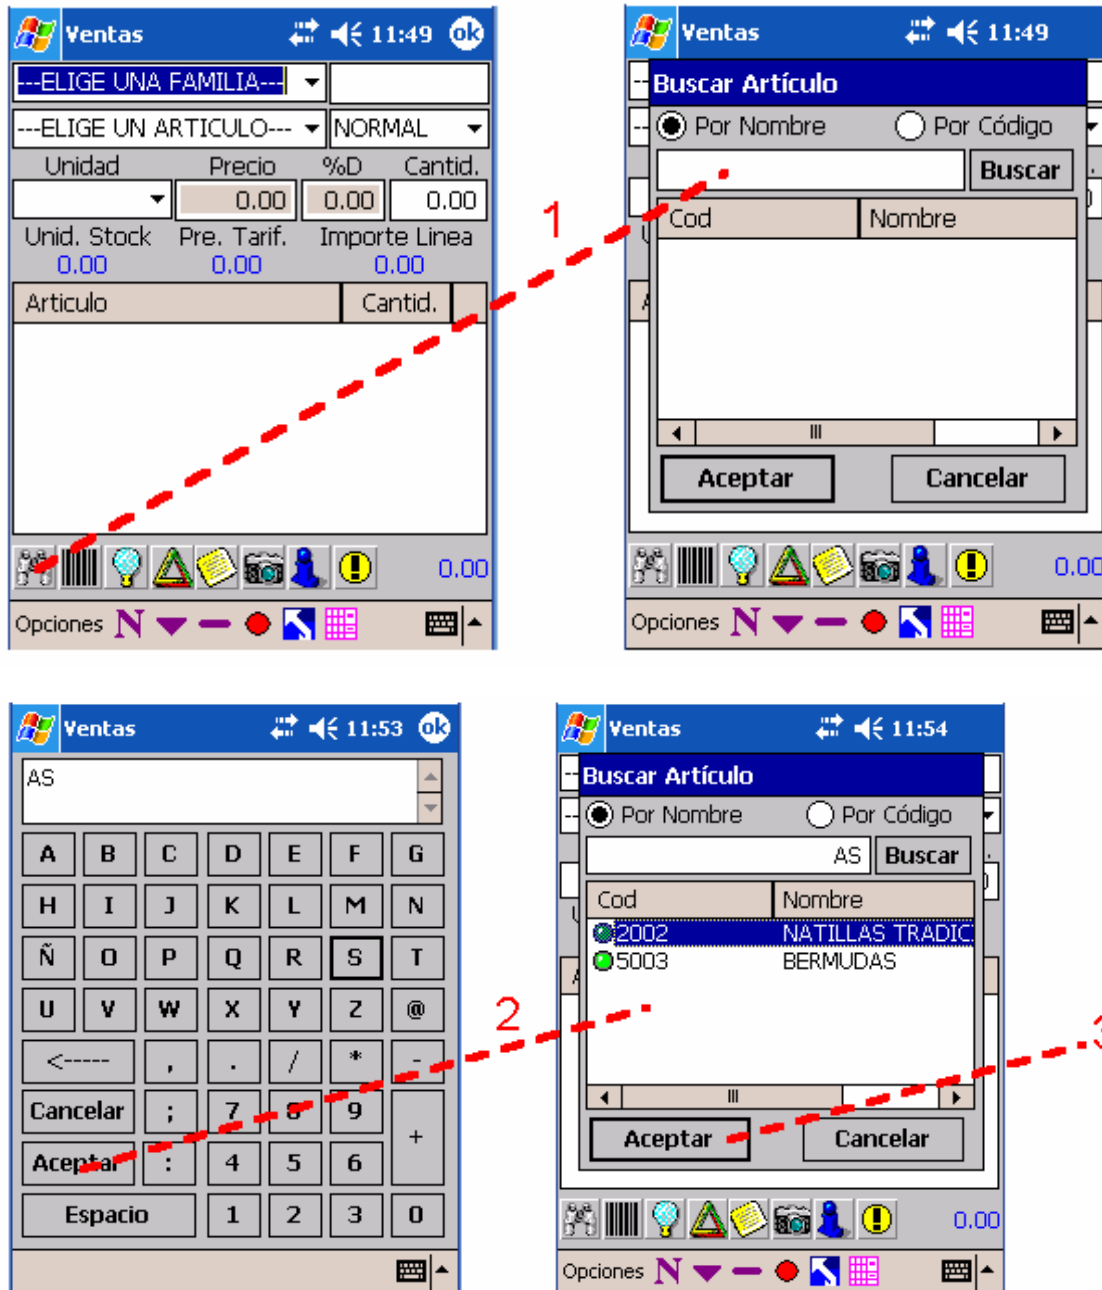 Ventas 11:49 ok
---ELIGE UNA FAMILIA---
---ELIGE UN ARTICULO--- NORMAL
Unidad Precio %D Cantid.
0.00 0.00 0.00
Unid. Stock Pre. Tarif. Importe Linea
0.00 0.00 0.00
Articulo Cantid.
0.00
Opciones N
1
Ventas 11:49
Buscar Artículo
Por Nombre Por Código
Buscar
Cod Nombre
Aceptar Cancelar
0.00
Opciones N
Ventas 11:53 ok
AS
A B C D E F G
H I J K L M N
Ñ O P Q R S T
U V W X Y Z @
<----- , . / * -
Cancelar ; 7 8 9 +
Aceptar : 4 5 6
Espacio 1 2 3 0
2
Ventas 11:54
Buscar Artículo
Por Nombre Por Código
AS Buscar
Cod Nombre
2002 NATILLAS TRADIC
5003 BERMUDAS
Aceptar Cancelar
0.00
Opciones N
3